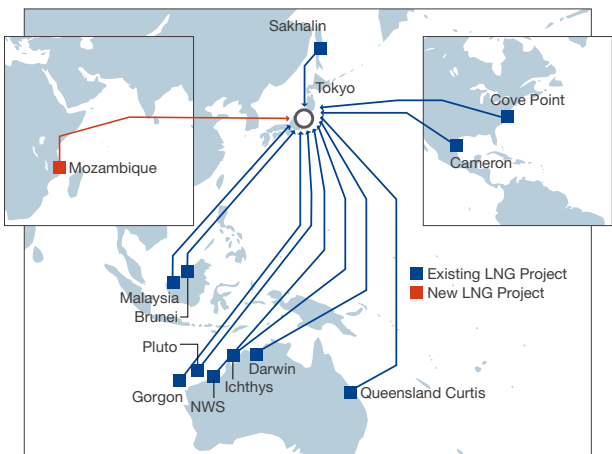 Sakhalin
Tokyo
Cove Point
Cameron
Mozambique
Existing LNG Project
New LNG Project
Malaysia
Brunei
Pluto
Darwin
Ichthys
Gorgon
NWS
Queensland Curtis